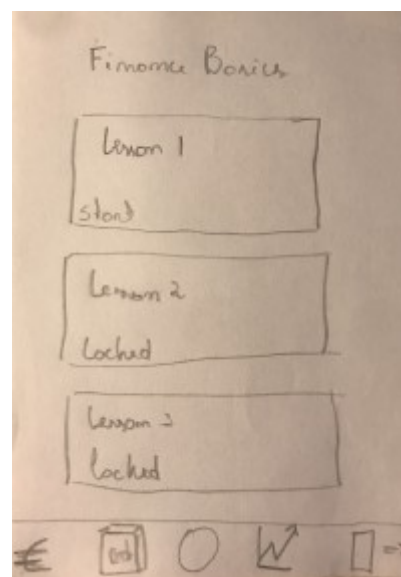 Finance Basics
Lesson 1
start
Lesson 2
Locked
Lesson 3
Locked
€